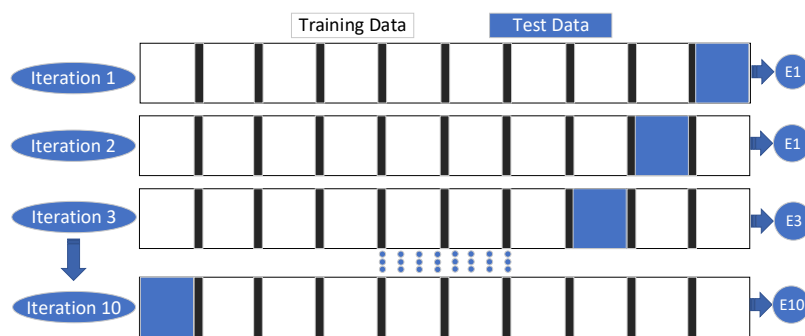 Training Data
Test Data
Iteration 1
E1
Iteration 2
E1
Iteration 3
E3
Iteration 10
E10